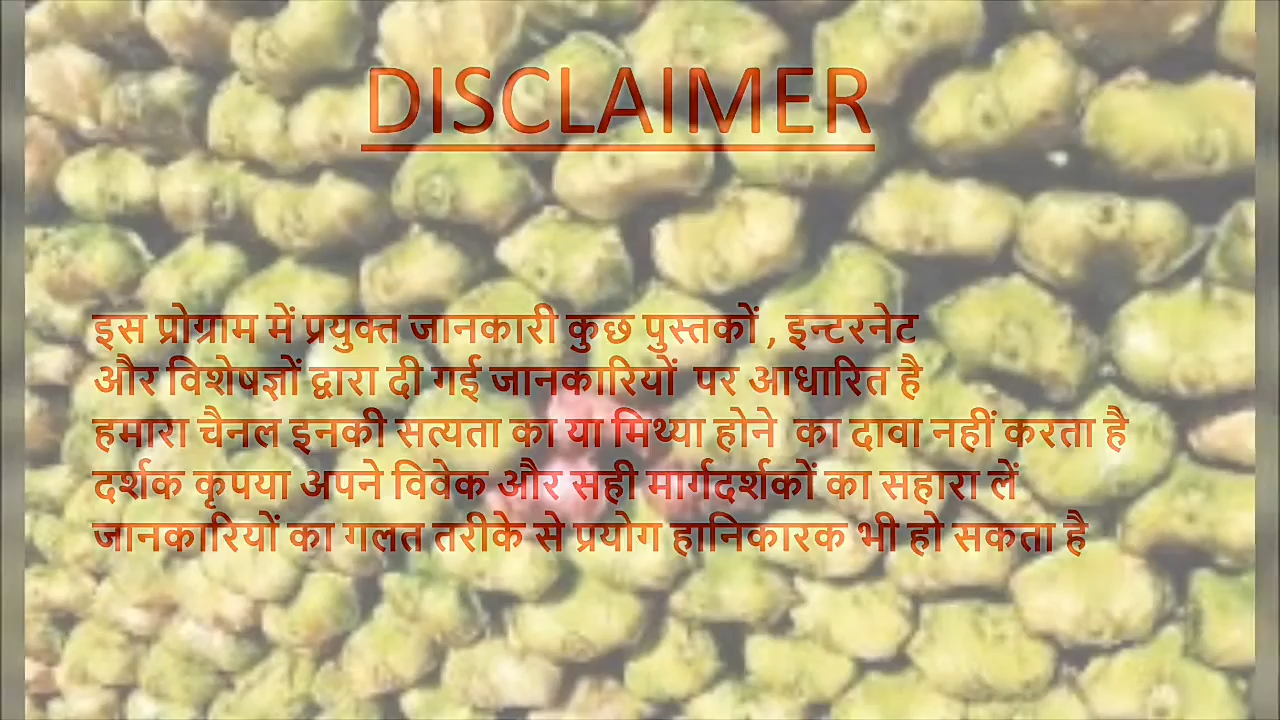 DISCLAIMER
इस प्रोग्राम में प्रयुक्त जानकारी कुछ पुस्तकों , इन्टरनेट
और विशेषज्ञों द्वारा दी गई जानकारियों पर आधारित है
हमारा चैनल इनकी सत्यता का या मिथ्या होने का दावा नहीं करता है
दर्शक कृपया अपने विवेक और सही मार्गदर्शकों का सहारा लें
जानकारियों का गलत तरीके से प्रयोग हानिकारक भी हो सकता है